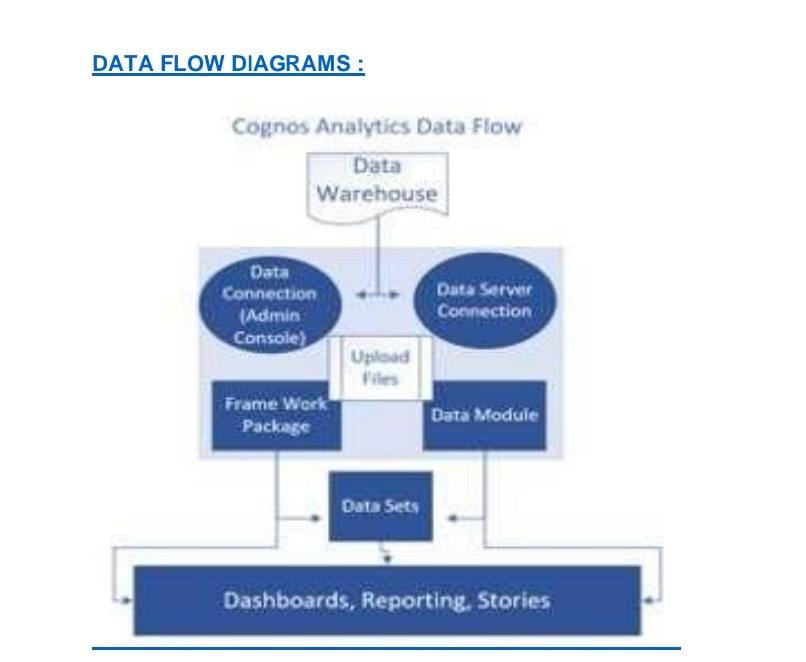 DATA FLOW DIAGRAMS :
Cognos Analytics Data Flow
Data
Warehouse
Data
Connection
(Admin
Console)
Data Server
Connection
Upload
Files
Frame Work
Package
Data Module
Data Sets
Dashboards, Reporting, Stories